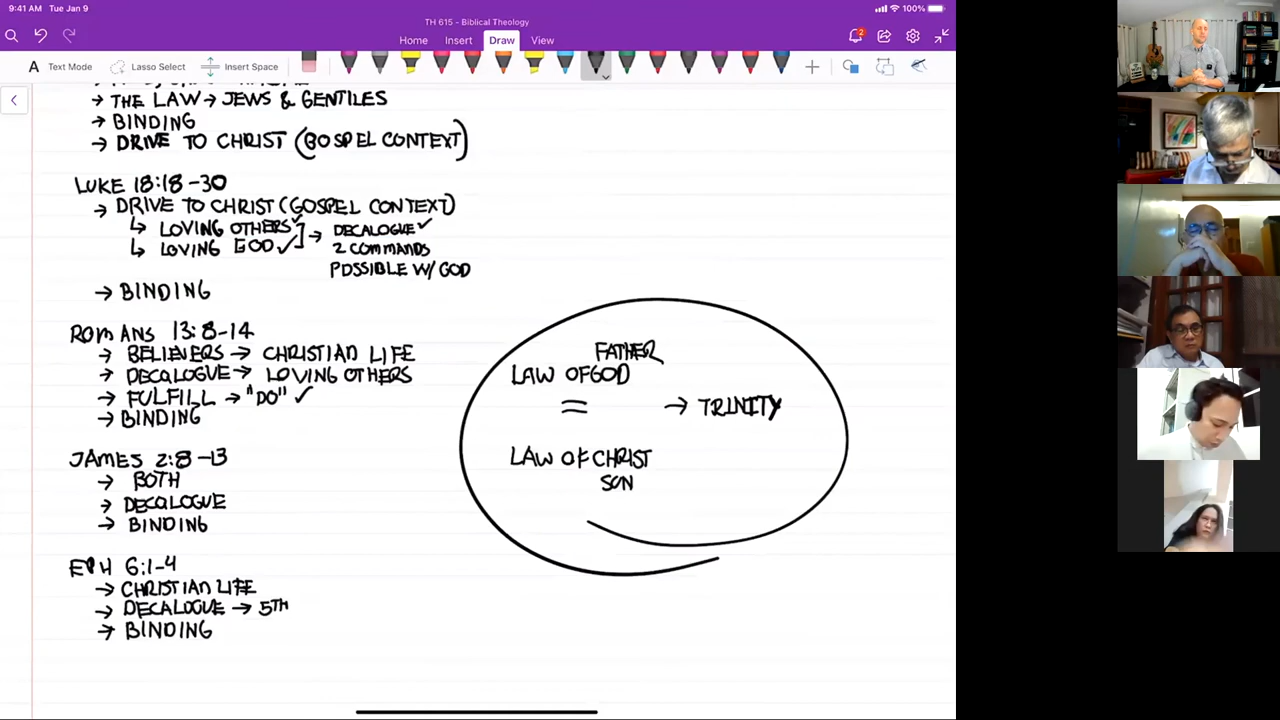 9:41 AM Tue Jan 9
100%
TH 615 - Biblical Theology
Home Insert Draw View
2
Text Mode Lasso Select Insert Space
→ THE LAW → JEWS & GENTILES
→ BINDING
→ DRIVE TO CHRIST (GOSPEL CONTEXT)
LUKE 18:18-30
→ DRIVE TO CHRIST (GOSPEL CONTEXT)
↳ LOVING OTHERS ✓ ] → DECALOGUE ✓
↳ LOVING GOD ✓ 2 COMMANDS
POSSIBLE W/ GOD
→ BINDING
ROMANS 13:8-14
→ BELIEVERS → CHRISTIAN LIFE
→ DECALOGUE → LOVING OTHERS
→ FULFILL → "DO" ✓
→ BINDING
JAMES 2:8-13
→ BOTH
→ DECALOGUE
→ BINDING
EPH 6:1-4
→ CHRISTIAN LIFE
→ DECALOGUE → 5TH
→ BINDING
FATHER
LAW OF GOD
= → TRINITY
LAW OF CHRIST
SON